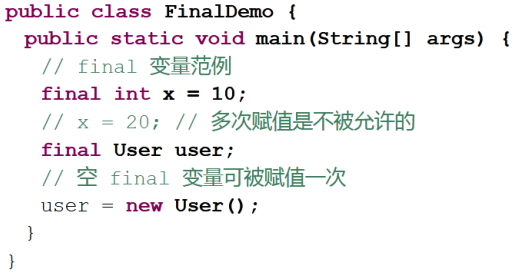 public class FinalDemo {
  public static void main(String[] args) {
    // final 变量范例
    final int x = 10;
    // x = 20; // 多次赋值是不被允许的
    final User user;
    // 空 final 变量可被赋值一次
    user = new User();
  }
}